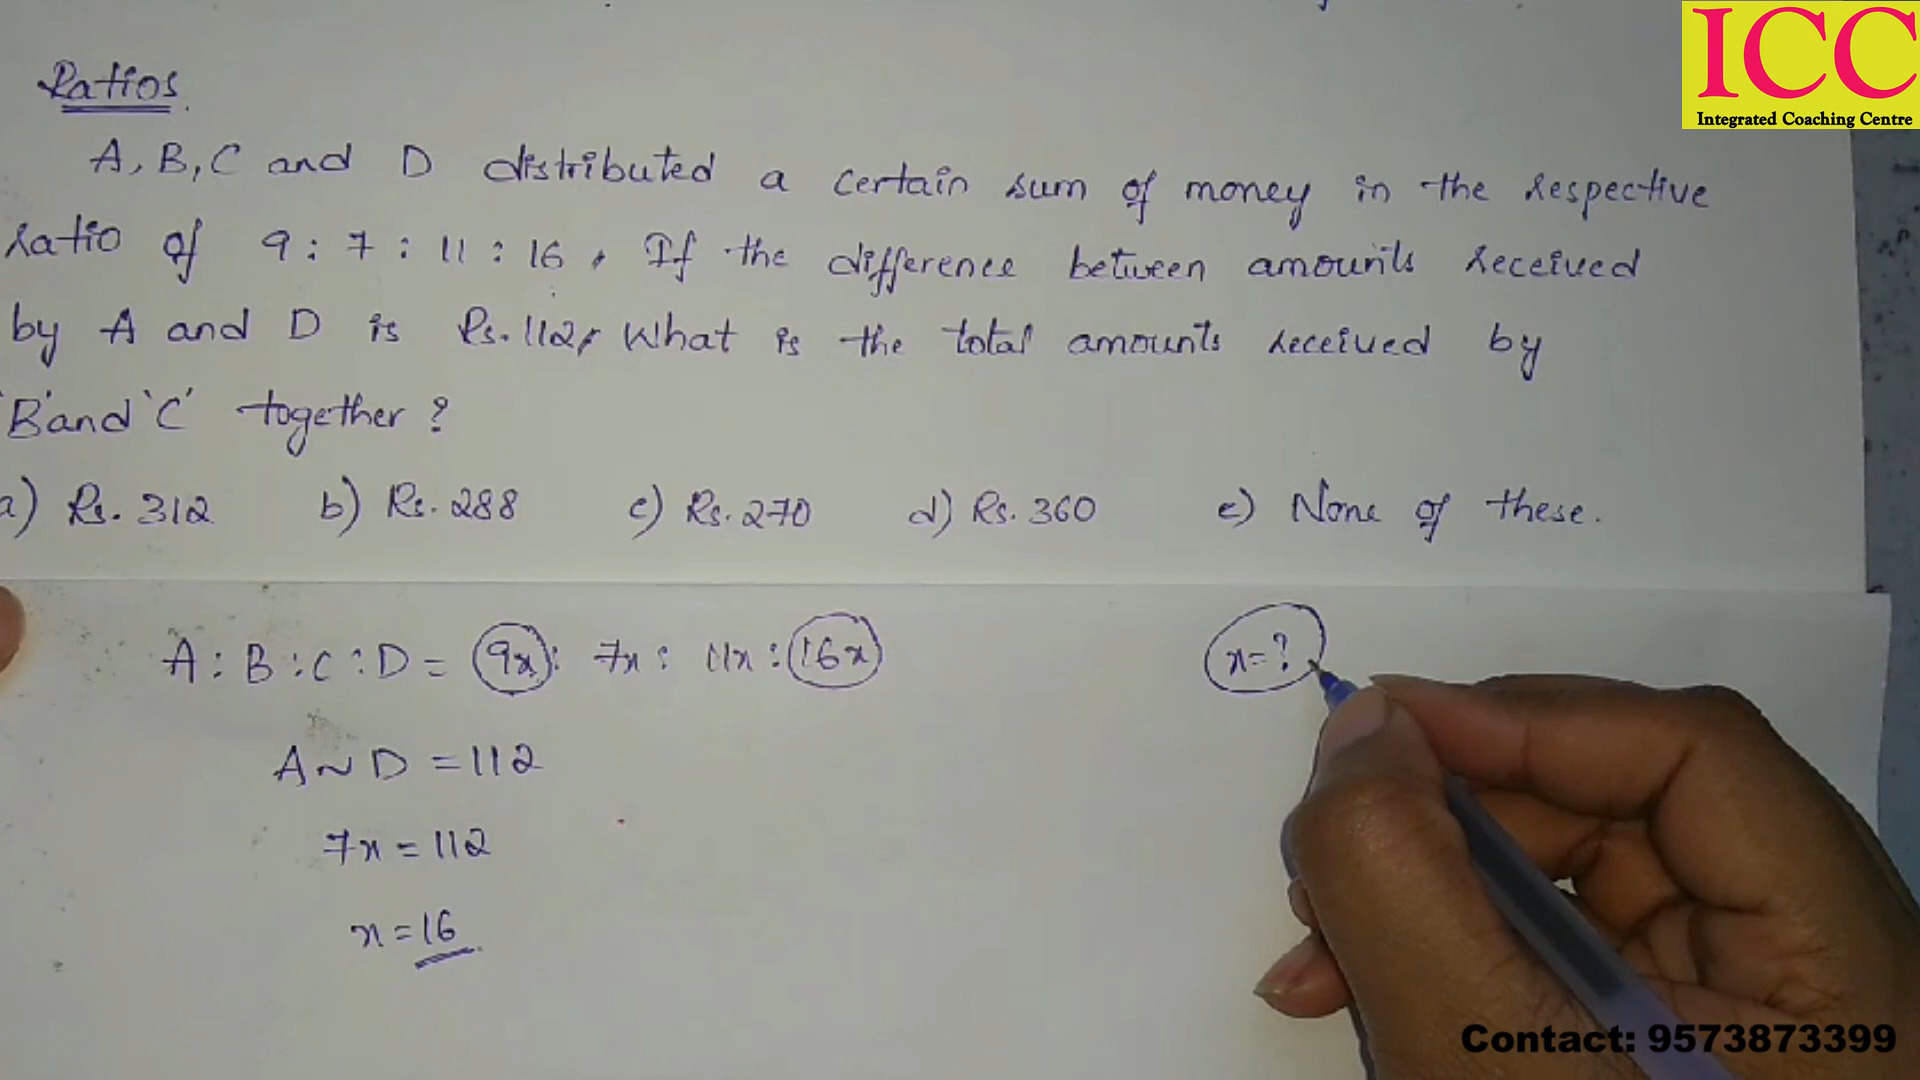 ICC
Integrated Coaching Centre
Ratios.
A, B, C and D distributed a certain sum of money in the respective
ratio of 9 : 7 : 11 : 16, If the difference between amounts received
by A and D is Rs. 112, What is the total amounts received by
'B' and 'C' together ?
a) Rs. 312 b) Rs. 288 c) Rs. 270 d) Rs. 360 e) None of these.
A : B : C : D = 9x : 7x : 11x : 16x
x = ?
A ~ D = 112
7x = 112
x = 16
Contact: 9573873399